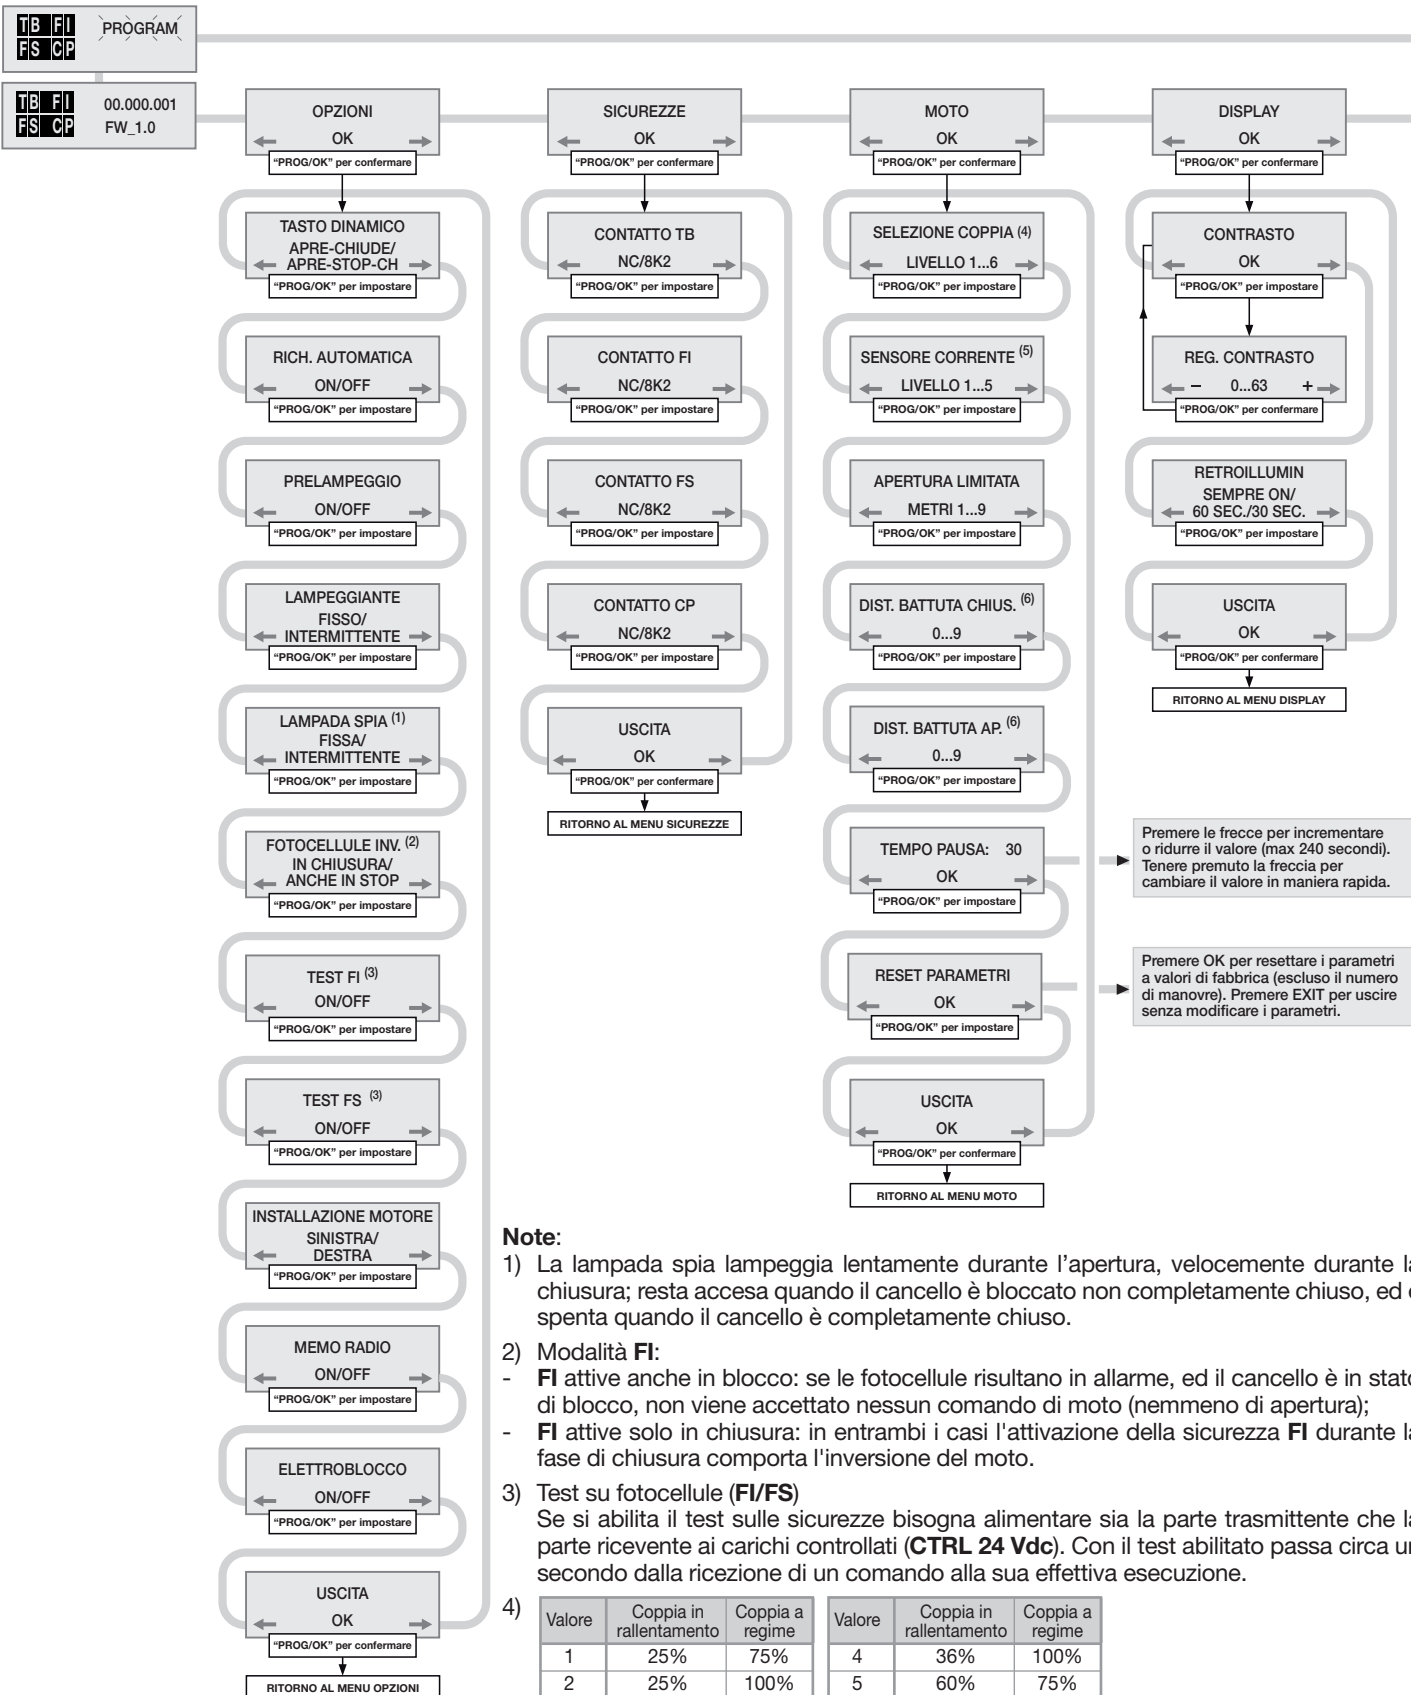 TB FI
FS CP
PROGRAM
TB FI
FS CP
00.000.001
FW_1.0
OPZIONI
OK
“PROG/OK” per confermare
TASTO DINAMICO
APRE-CHIUDE/
APRE-STOP-CH
“PROG/OK” per impostare
RICH. AUTOMATICA
ON/OFF
“PROG/OK” per impostare
PRELAMPEGGIO
ON/OFF
“PROG/OK” per impostare
LAMPEGGIANTE
FISSO/
INTERMITTENTE
“PROG/OK” per impostare
LAMPADA SPIA (1)
FISSA/
INTERMITTENTE
“PROG/OK” per impostare
FOTOCELLULE INV. (2)
IN CHIUSURA/
ANCHE IN STOP
“PROG/OK” per impostare
TEST FI (3)
ON/OFF
“PROG/OK” per impostare
TEST FS (3)
ON/OFF
“PROG/OK” per impostare
INSTALLAZIONE MOTORE
SINISTRA/
DESTRA
“PROG/OK” per impostare
MEMO RADIO
ON/OFF
“PROG/OK” per impostare
ELETTROBLOCCO
ON/OFF
“PROG/OK” per impostare
USCITA
OK
“PROG/OK” per confermare
RITORNO AL MENU OPZIONI
SICUREZZE
OK
“PROG/OK” per confermare
CONTATTO TB
NC/8K2
“PROG/OK” per impostare
CONTATTO FI
NC/8K2
“PROG/OK” per impostare
CONTATTO FS
NC/8K2
“PROG/OK” per impostare
CONTATTO CP
NC/8K2
“PROG/OK” per impostare
USCITA
OK
“PROG/OK” per confermare
RITORNO AL MENU SICUREZZE
MOTO
OK
“PROG/OK” per confermare
SELEZIONE COPPIA (4)
LIVELLO 1...6
“PROG/OK” per impostare
SENSORE CORRENTE (5)
LIVELLO 1...5
“PROG/OK” per impostare
APERTURA LIMITATA
METRI 1...9
“PROG/OK” per impostare
DIST. BATTUTA CHIUS. (6)
0...9
“PROG/OK” per impostare
DIST. BATTUTA AP. (6)
0...9
“PROG/OK” per impostare
TEMPO PAUSA: 30
OK
“PROG/OK” per impostare
RESET PARAMETRI
OK
“PROG/OK” per impostare
USCITA
OK
“PROG/OK” per confermare
RITORNO AL MENU MOTO
DISPLAY
OK
“PROG/OK” per confermare
CONTRASTO
OK
“PROG/OK” per impostare
REG. CONTRASTO
– 0...63 +
“PROG/OK” per confermare
RETROILLUMIN
SEMPRE ON/
60 SEC./30 SEC.
“PROG/OK” per impostare
USCITA
OK
“PROG/OK” per confermare
RITORNO AL MENU DISPLAY
Premere le frecce per incrementare
o ridurre il valore (max 240 secondi).
Tenere premuto la freccia per
cambiare il valore in maniera rapida.
Premere OK per resettare i parametri
a valori di fabbrica (escluso il numero
di manovre). Premere EXIT per uscire
senza modificare i parametri.
Note:
1) La lampada spia lampeggia lentamente durante l’apertura, velocemente durante
chiusura; resta accesa quando il cancello è bloccato non completamente chiuso, ed
spenta quando il cancello è completamente chiuso.
2) Modalità FI:
- FI attive anche in blocco: se le fotocellule risultano in allarme, ed il cancello è in stato
di blocco, non viene accettato nessun comando di moto (nemmeno di apertura);
- FI attive solo in chiusura: in entrambi i casi l'attivazione della sicurezza FI durante
fase di chiusura comporta l'inversione del moto.
3) Test su fotocellule (FI/FS)
Se si abilita il test sulle sicurezze bisogna alimentare sia la parte trasmittente che
parte ricevente ai carichi controllati (CTRL 24 Vdc). Con il test abilitato passa circa
secondo dalla ricezione di un comando alla sua effettiva esecuzione.
4)
Valore Coppia in rallentamento Coppia a regime Valore Coppia in rallentamento Coppia a regime
1 25% 75% 4 36% 100%
2 25% 100% 5 60% 75%